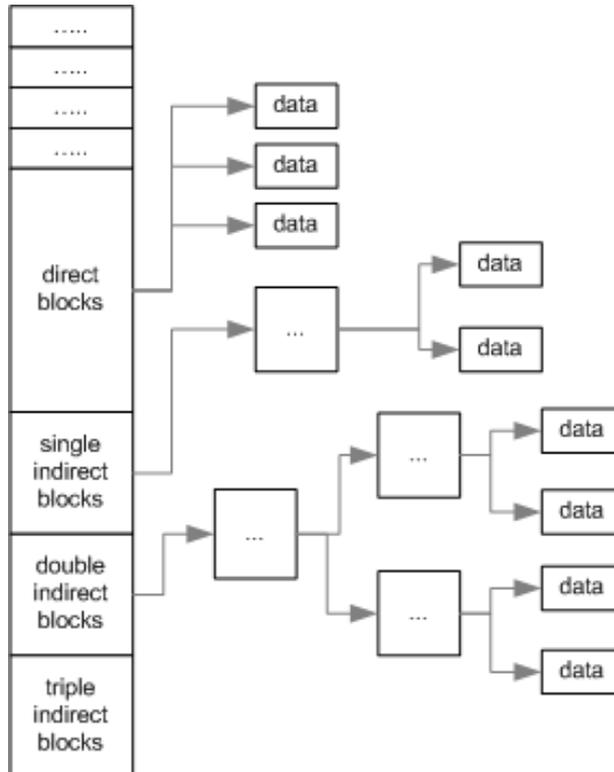 .....
.....
.....
.....
direct
blocks
single
indirect
blocks
double
indirect
blocks
triple
indirect
blocks
data
data
data
...
data
data
...
...
data
data
...
data
data